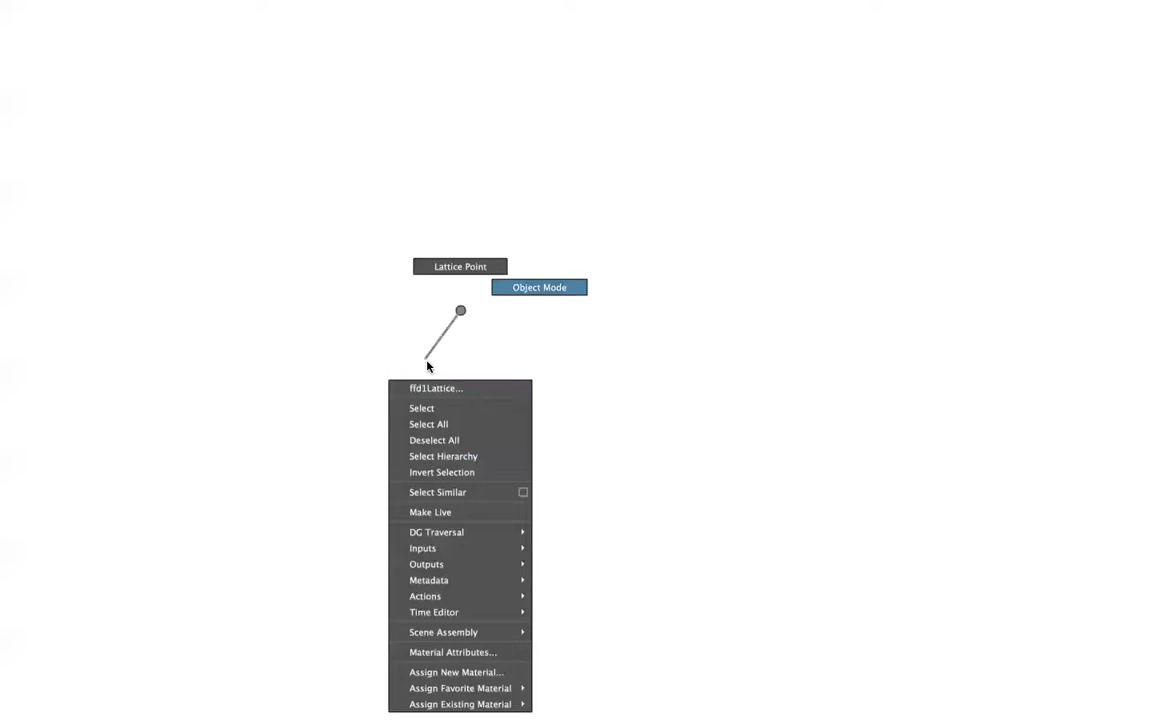 Lattice Point
Object Mode
ffd1Lattice...
Select
Select All
Deselect All
Select Hierarchy
Invert Selection
Select Similar
Make Live
DG Traversal
Inputs
Outputs
Metadata
Actions
Time Editor
Scene Assembly
Material Attributes...
Assign New Material...
Assign Favorite Material
Assign Existing Material